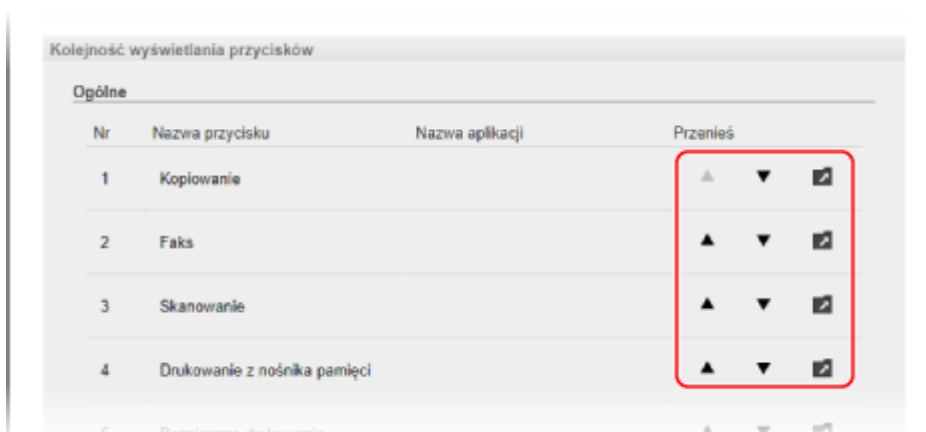 Kolejność wyświetlania przycisków
Ogólne
Nr Nazwa przycisku Nazwa aplikacji Przenieś
1 Kopiowanie
2 Faks
3 Skanowanie
4 Drukowanie z nośnika pamięci